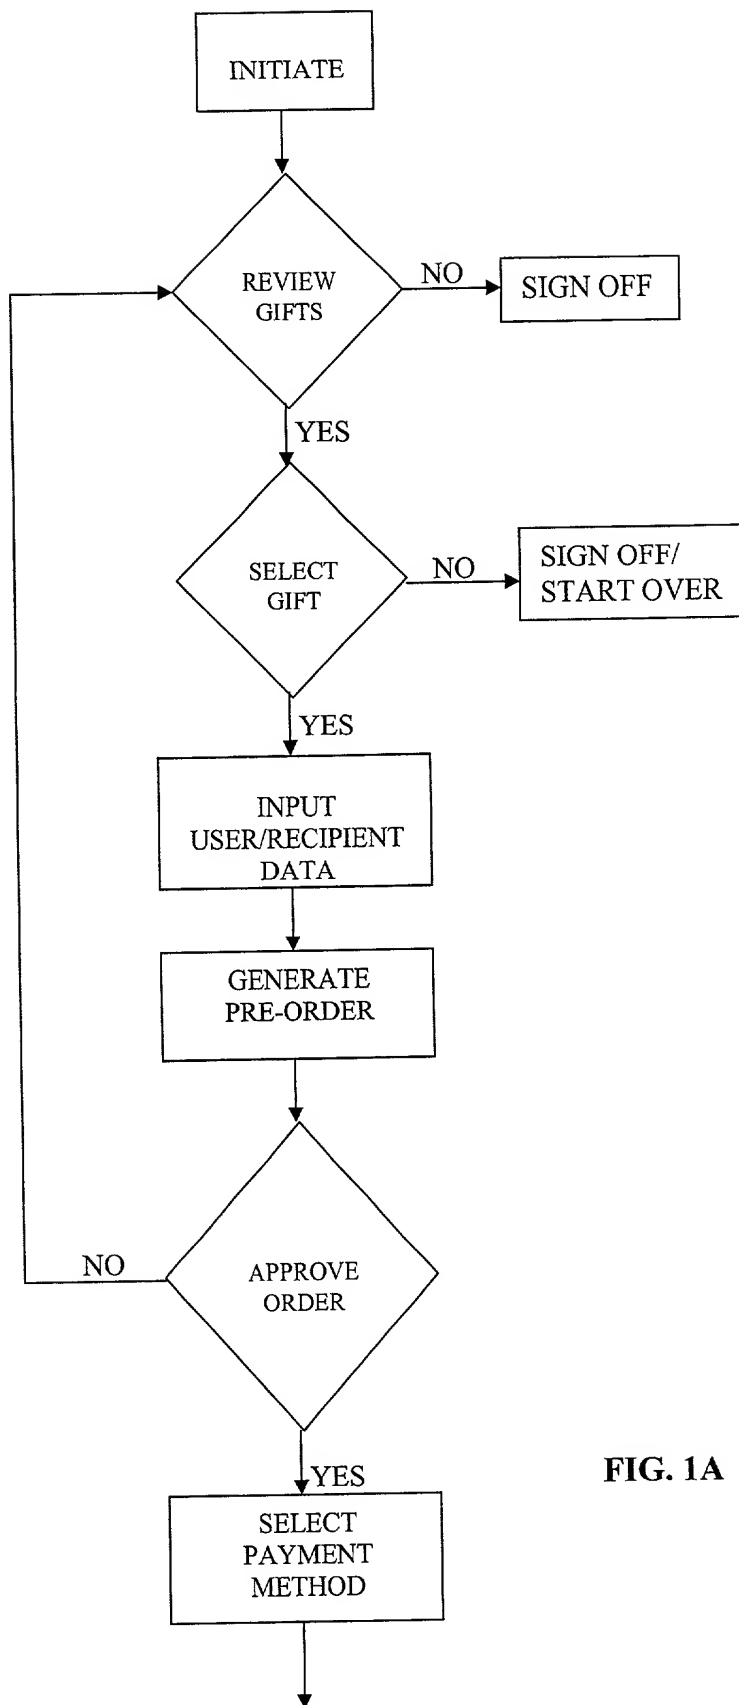 INITIATE
REVIEW
GIFTS
NO
SIGN OFF
YES
SELECT
GIFT
NO
SIGN OFF/
START OVER
YES
INPUT
USER/RECIPIENT
DATA
GENERATE
PRE-ORDER
NO
APPROVE
ORDER
YES
FIG. 1A
SELECT
PAYMENT
METHOD